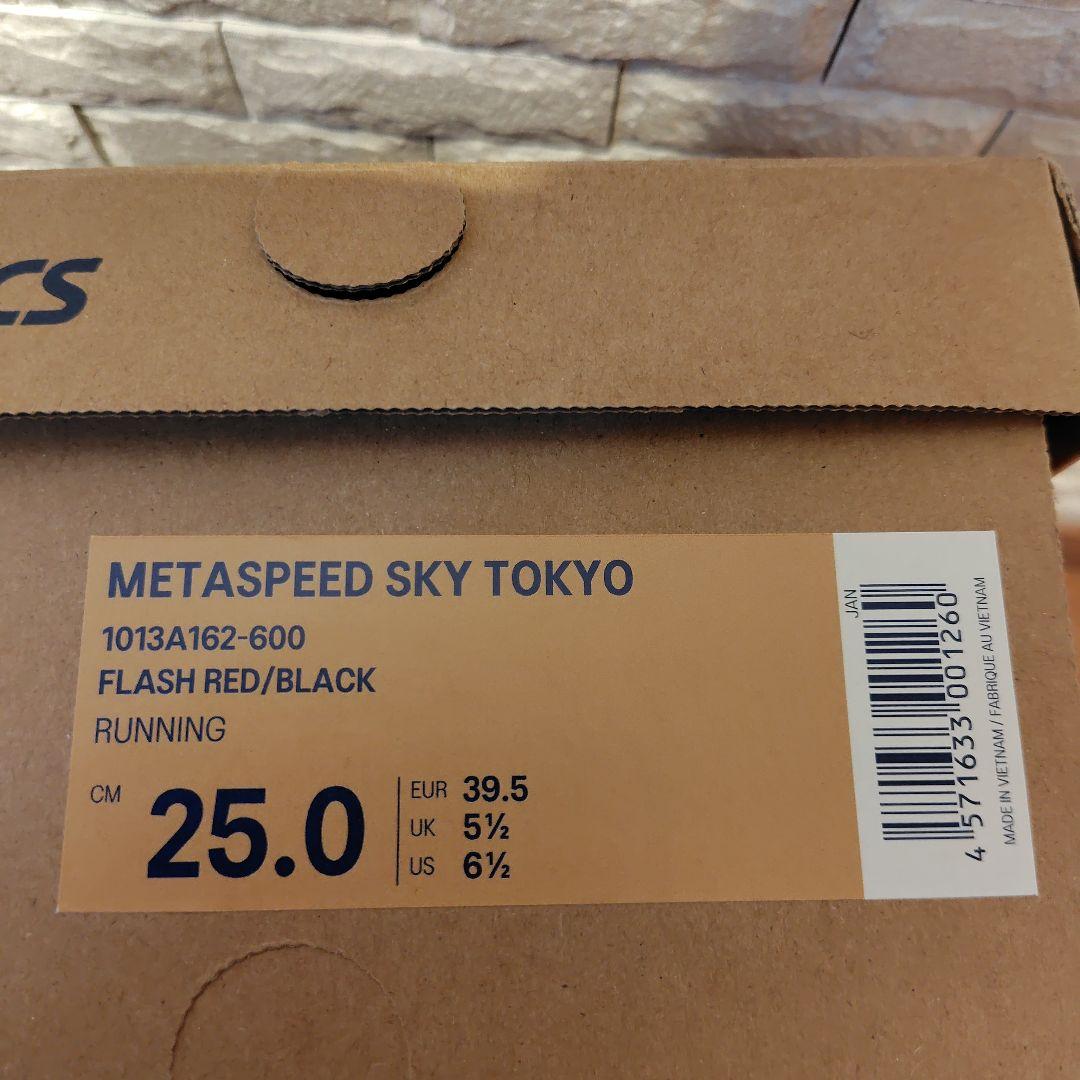 CS
METASPEED SKY TOKYO
1013A162-600
FLASH RED/BLACK
RUNNING
CM 25.0
EUR 39.5
UK 5½
US 6½
JAN
4 571633 001260
MADE IN VIETNAM / FABRIQUE AU VIETNAM